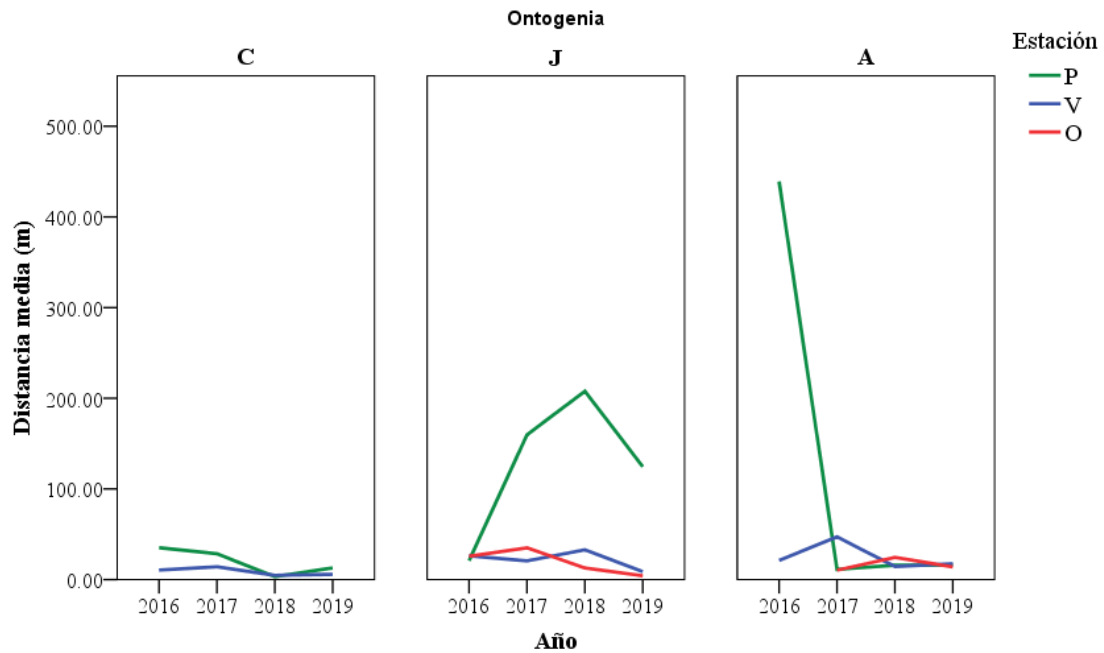 Ontogenia
C
J
A
Estación
P
V
O
Distancia media (m)
500.00
400.00
300.00
200.00
100.00
0.00
2016 2017 2018 2019
2016 2017 2018 2019
2016 2017 2018 2019
Año